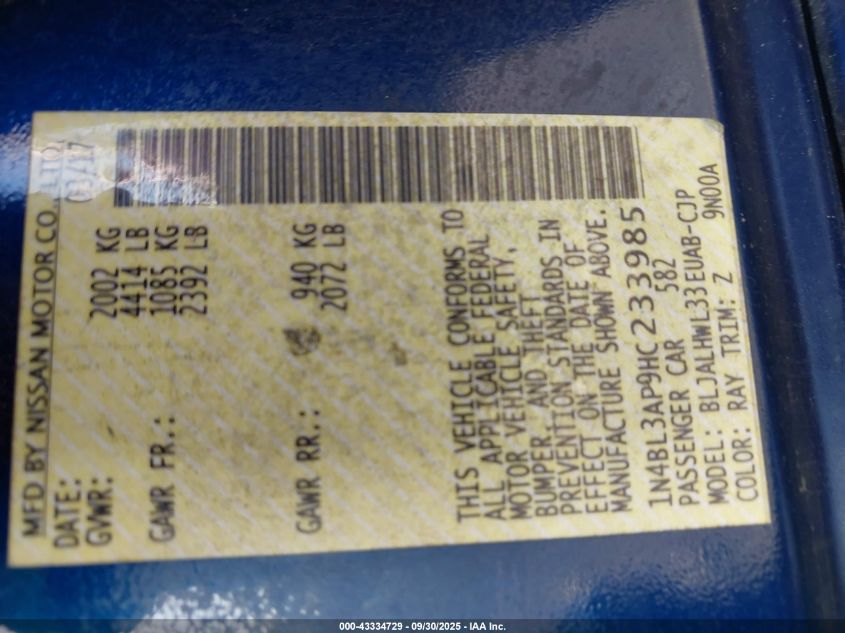 MFD BY NISSAN MOTOR CO.,LTD.
DATE: 03/17
GVWR: 2002 KG
4414 LB
GAWR FR.: 1085 KG
2392 LB
GAWR RR.: 940 KG
2072 LB
THIS VEHICLE CONFORMS TO
ALL APPLICABLE FEDERAL
MOTOR VEHICLE SAFETY,
BUMPER, AND THEFT
PREVENTION STANDARDS IN
EFFECT ON THE DATE OF
MANUFACTURE SHOWN ABOVE.
1N4BL3AP9HC233985
PASSENGER CAR 582
MODEL: BLJALHWL33EUAB-CJP
COLOR: RAY TRIM: Z 9N00A
000-43334729 - 09/30/2025 - IAA Inc.